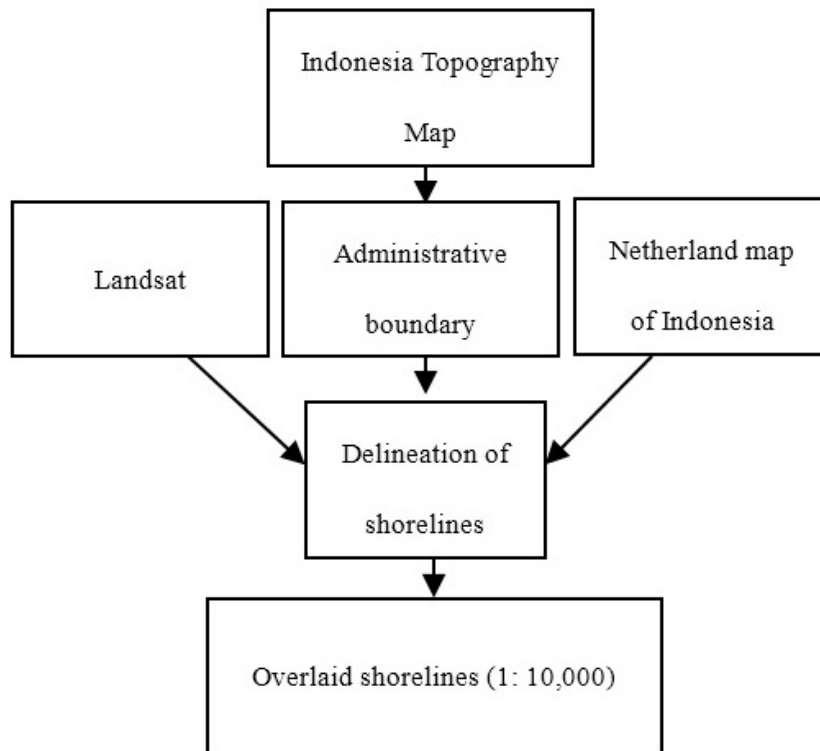 Indonesia Topography
Map
Landsat
Administrative
boundary
Netherland map
of Indonesia
Delineation of
shorelines
Overlaid shorelines (1: 10,000)